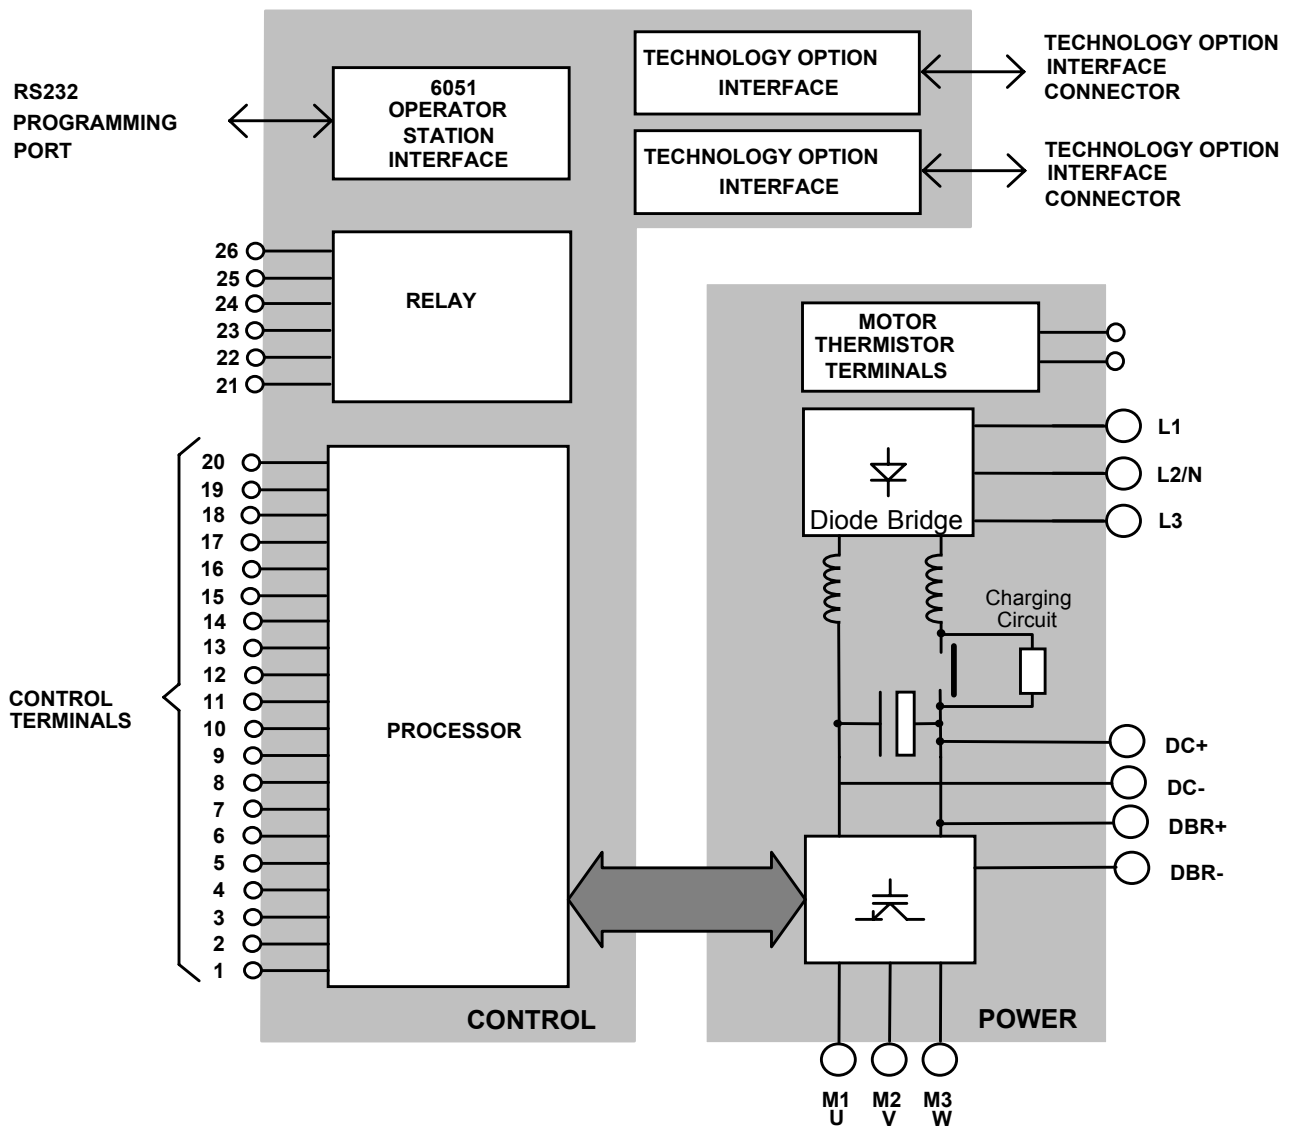 RS232
PROGRAMMING
PORT
6051
OPERATOR
STATION
INTERFACE
TECHNOLOGY OPTION
INTERFACE
TECHNOLOGY OPTION
INTERFACE
CONNECTOR
TECHNOLOGY OPTION
INTERFACE
TECHNOLOGY OPTION
INTERFACE
CONNECTOR
26
25
24
23
22
21
RELAY
MOTOR
THERMISTOR
TERMINALS
L1
L2/N
L3
Diode Bridge
Charging
Circuit
CONTROL
TERMINALS
20
19
18
17
16
15
14
13
12
11
10
9
8
7
6
5
4
3
2
1
PROCESSOR
DC+
DC-
DBR+
DBR-
CONTROL
POWER
M1
U
M2
V
M3
W